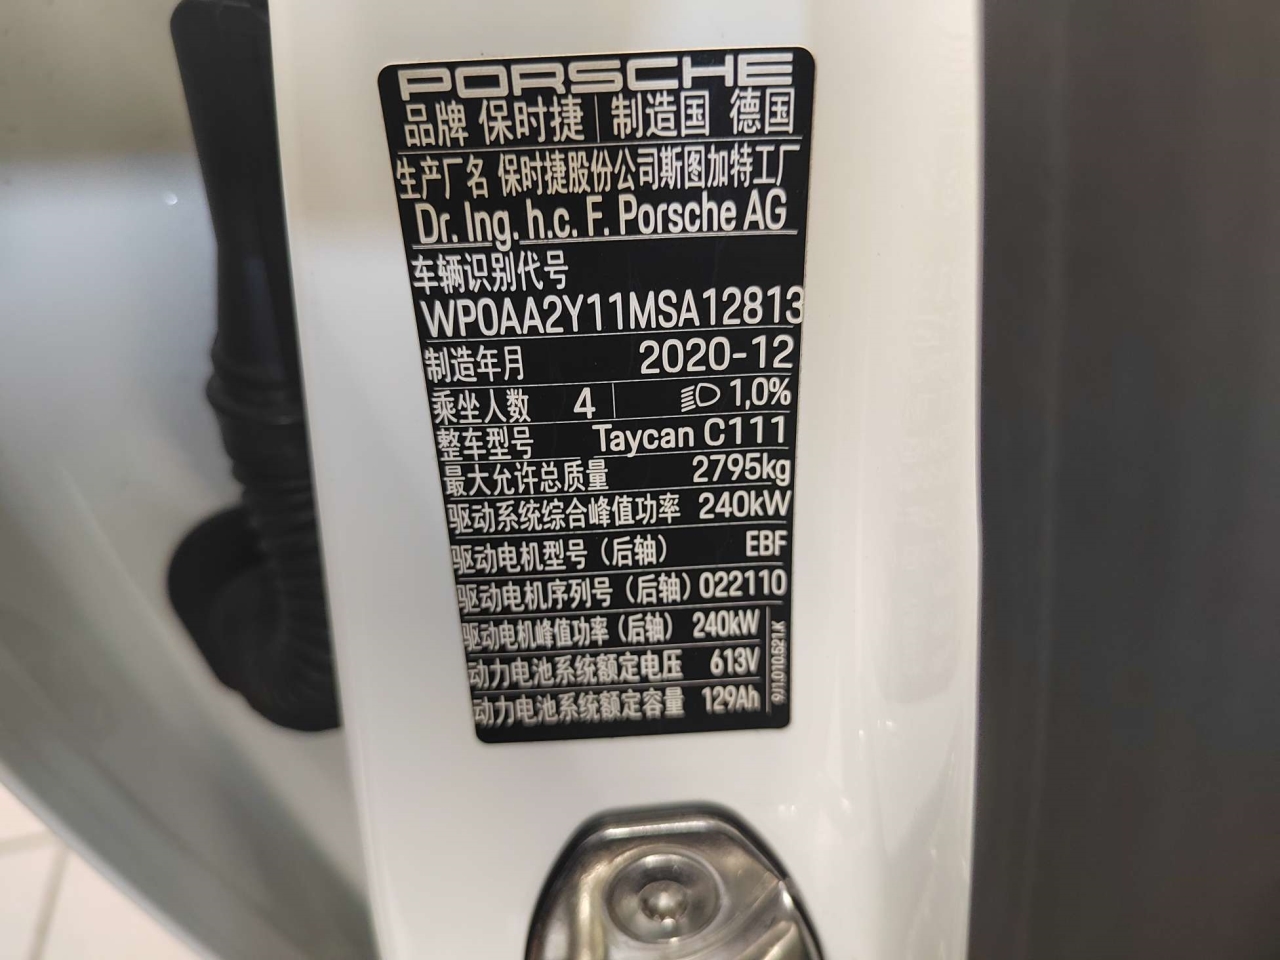 PORSCHE
品牌 保时捷 制造国 德国
生产厂名 保时捷股份公司斯图加特工厂
Dr. Ing. h.c. F. Porsche AG
车辆识别代号
WP0AA2Y11MSA12813
制造年月 2020-12
乘坐人数 4 1,0%
整车型号 Taycan C111
最大允许总质量 2795kg
驱动系统综合峰值功率 240kW
驱动电机型号（后轴） EBF
驱动电机序列号（后轴） 022110
驱动电机峰值功率（后轴） 240kW
动力电池系统额定电压 613V
动力电池系统额定容量 129Ah
9J1.010.621.K